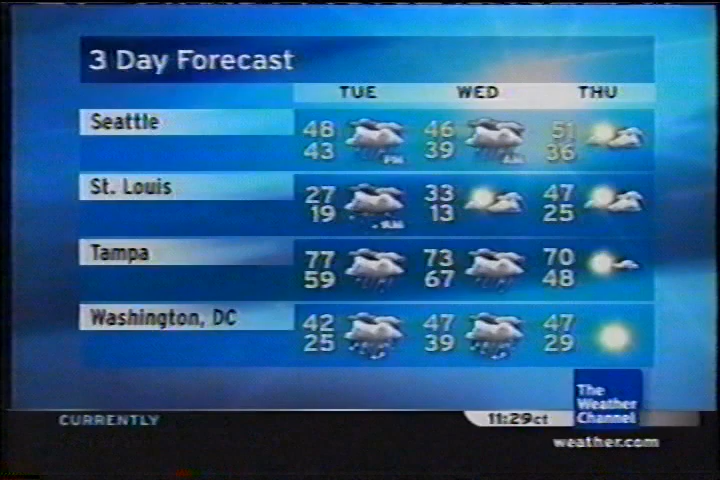 3 Day Forecast
TUE WED THU
Seattle 48 46 51
43 PM 39 AM 36
St. Louis 27 33 47
19 AM 13 25
Tampa 77 73 70
59 67 48
Washington, DC 42 47 47
25 39 29
The
Weather
Channel
CURRENTLY 11:29CT
weather.com